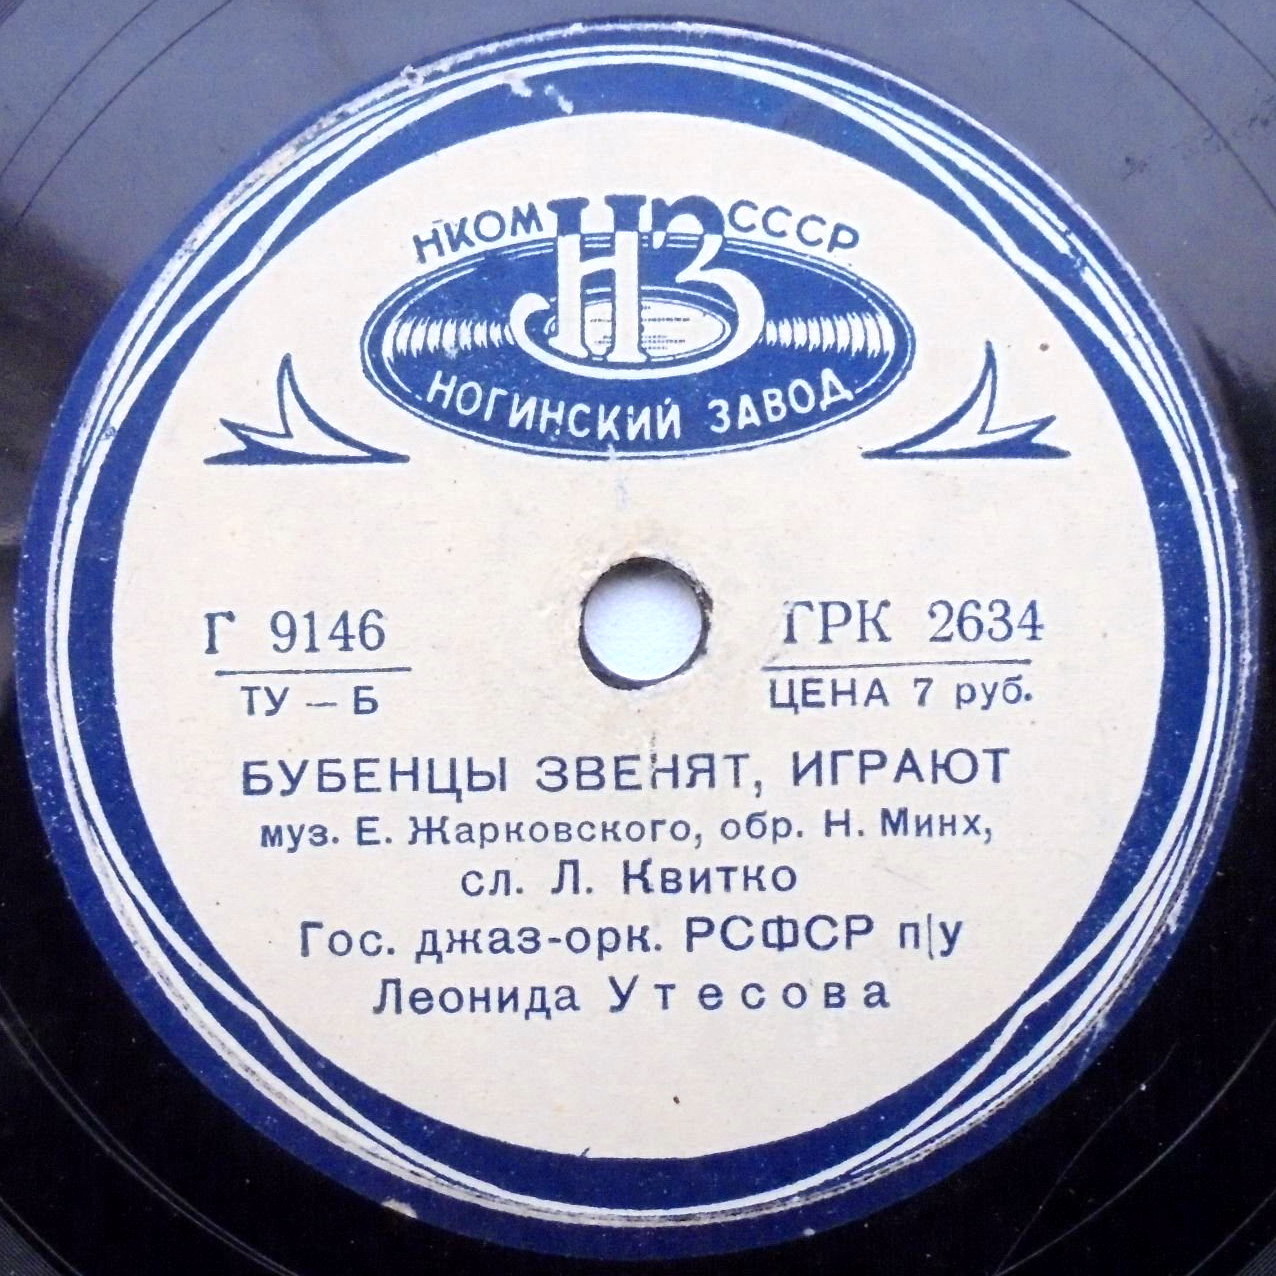 НКОМ НЗ СССР
НОГИНСКИЙ ЗАВОД
Г 9146
ТУ — Б
ГРК 2634
ЦЕНА 7 руб.
БУБЕНЦЫ ЗВЕНЯТ, ИГРАЮТ
муз. Е. Жарковского, обр. Н. Минх,
сл. Л. Квитко
Гос. джаз-орк. РСФСР п/у
Леонида Утесова